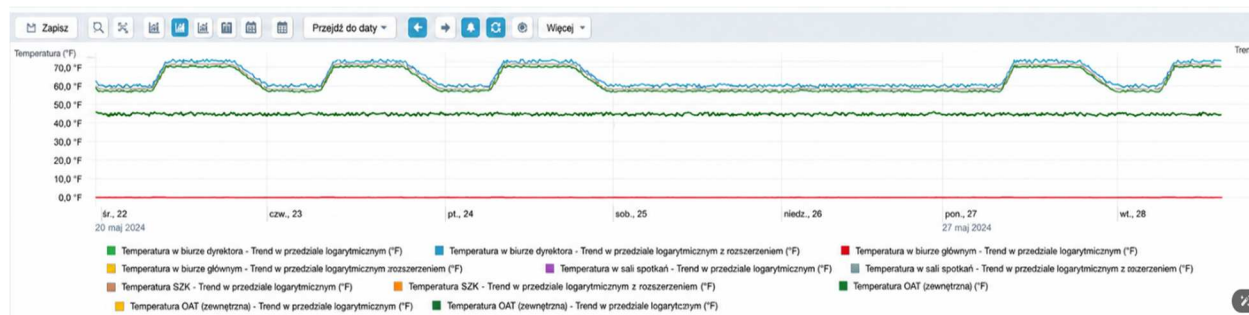 Zapisz Przejdź do daty Więcej
Temperatura (°F) Tren
70,0 °F
60,0 °F
50,0 °F
40,0 °F
30,0 °F
20,0 °F
10,0 °F
0,0 °F
śr., 22 czw., 23 pt., 24 sob., 25 niedz., 26 pon., 27 wt., 28
20 maj 2024 27 maj 2024
Temperatura w biurze dyrektora - Trend w przedziale logarytmicznym (°F) Temperatura w biurze dyrektora - Trend w przedziale logarytmicznym z rozszerzeniem (°F) Temperatura w biurze głównym - Trend w przedziale logarytmicznym (°F)
Temperatura w biurze głównym - Trend w przedziale logarytmicznym rozszerzeniem (°F) Temperatura w sali spotkań - Trend w przedziale logarytmicznym (°F) Temperatura w sali spotkań - Trend w przedziale logarytmicznym z
Temperatura SZK - Trend w przedziale logarytmicznym (°F) Temperatura SZK - Trend w przedziale logarytmicznym z rozszerzeniem (°F) Temperatura OAT (zewnętrzna) (°F)
Temperatura OAT (zewnętrzna) - Trend w przedziale logarytmicznym (°F) Temperatura OAT (zewnętrzna) - Trend w przedziale (°F)